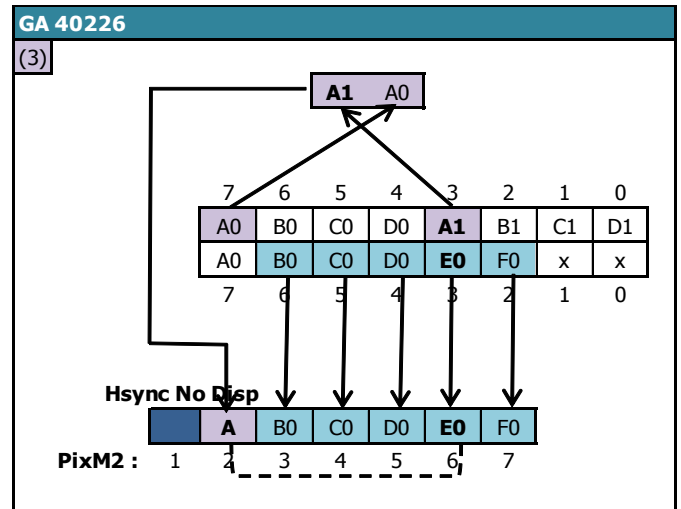 GA 40226
(3)
A1 A0
7 6 5 4 3 2 1 0
A0 B0 C0 D0 A1 B1 C1 D1
A0 B0 C0 D0 E0 F0 x x
7 6 5 4 3 2 1 0
Hsync No Disp
A B0 C0 D0 E0 F0
PixM2 : 1 2 3 4 5 6 7